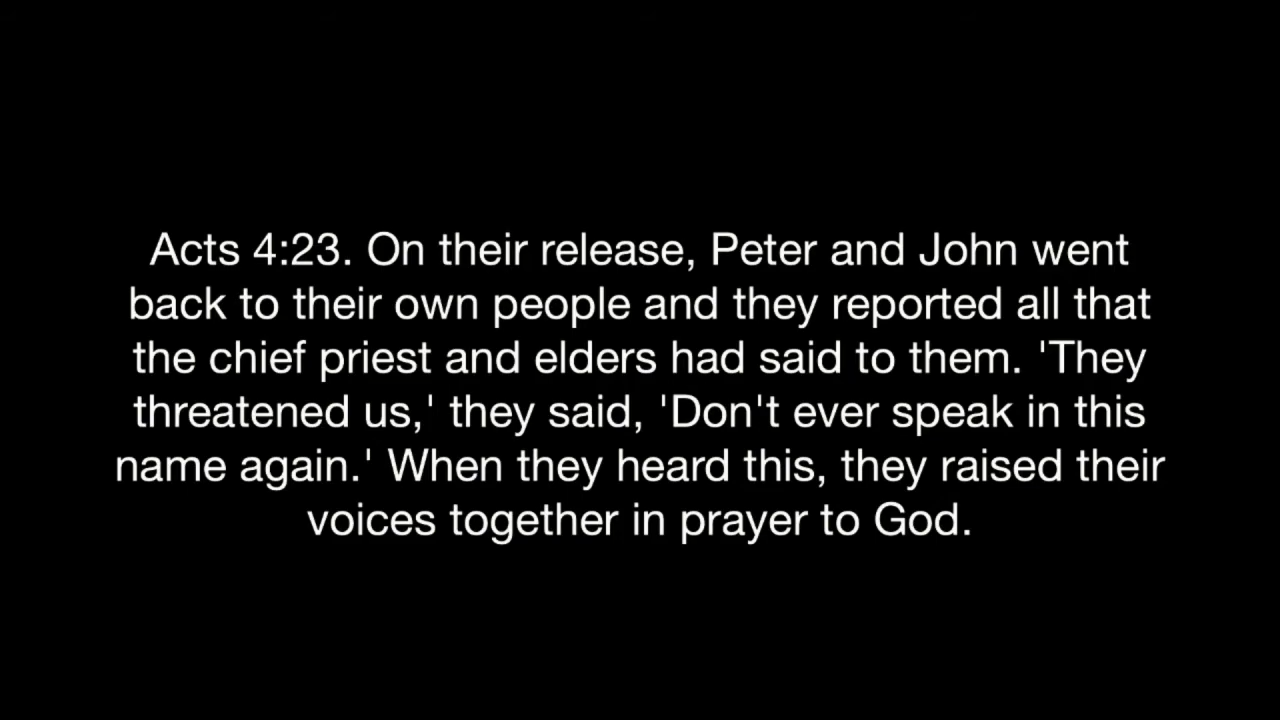 Acts 4:23. On their release, Peter and John went
back to their own people and they reported all that
the chief priest and elders had said to them. 'They
threatened us,' they said, 'Don't ever speak in this
name again.' When they heard this, they raised their
voices together in prayer to God.